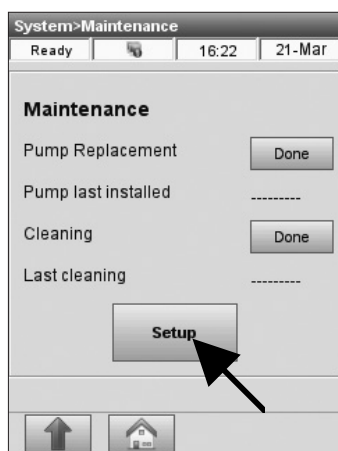 System>Maintenance
Ready 16:22 21-Mar
Maintenance
Pump Replacement Done
Pump last installed ---------
Cleaning Done
Last cleaning ---------
Setup